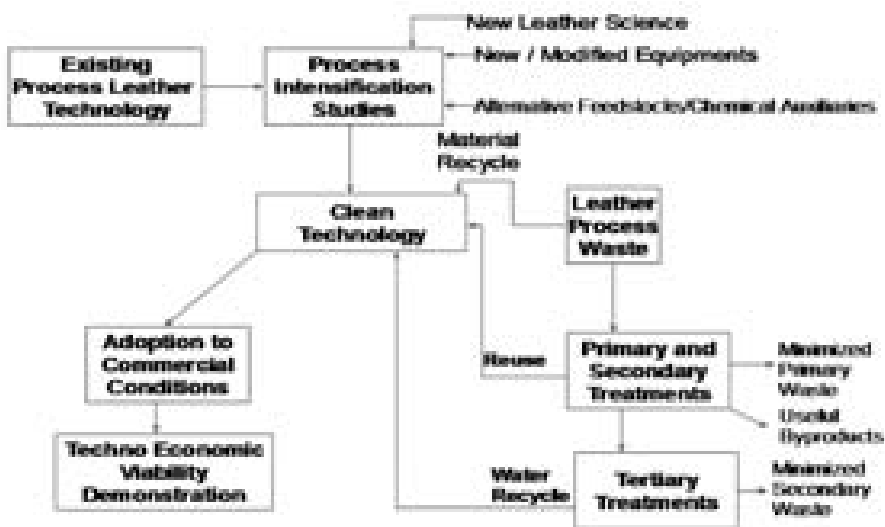 New Leather Science
New / Modified Equipments
Alternative Feedstocks/Chemical Auxiliaries
Existing
Process Leather
Technology
Process
Intensification
Studies
Material
Recycle
Clean
Technology
Leather
Process
Waste
Adoption to
Commercial
Conditions
Reuse
Primary and
Secondary
Treatments
Minimized
Primary
Waste
Useful
Byproducts
Techno Economic
Viability
Demonstration
Water
Recycle
Tertiary
Treatments
Minimized
Secondary
Waste